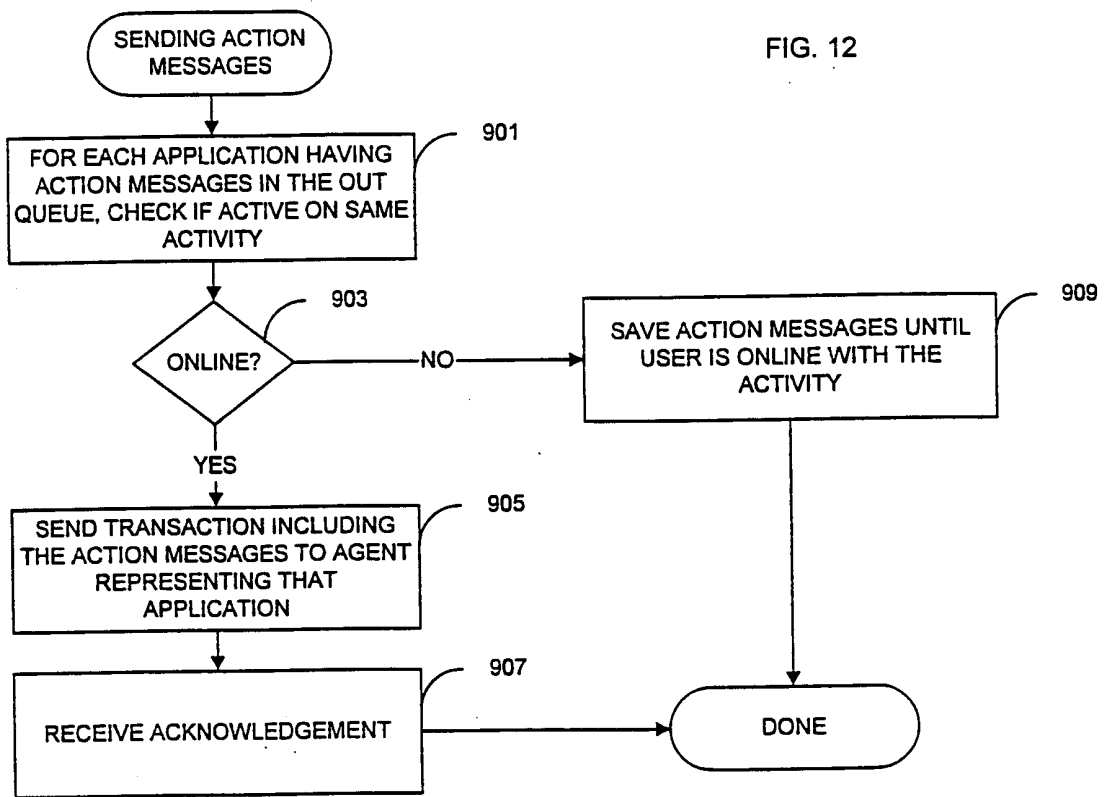 SENDING ACTION
MESSAGES
FIG. 12
901
FOR EACH APPLICATION HAVING
ACTION MESSAGES IN THE OUT
QUEUE, CHECK IF ACTIVE ON SAME
ACTIVITY
903
ONLINE?
NO
909
SAVE ACTION MESSAGES UNTIL
USER IS ONLINE WITH THE
ACTIVITY
YES
905
SEND TRANSACTION INCLUDING
THE ACTION MESSAGES TO AGENT
REPRESENTING THAT
APPLICATION
907
RECEIVE ACKNOWLEDGEMENT
DONE